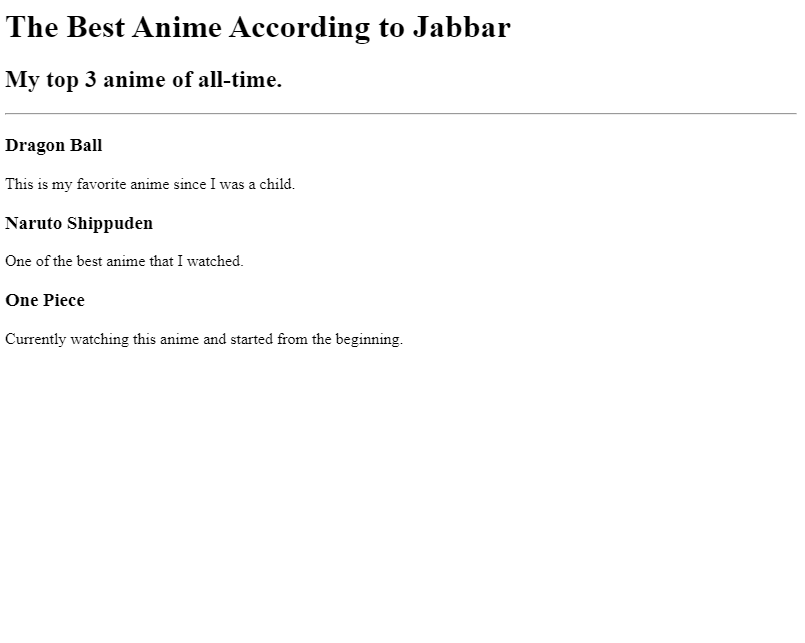 The Best Anime According to Jabbar
My top 3 anime of all-time.
Dragon Ball
This is my favorite anime since I was a child.
Naruto Shippuden
One of the best anime that I watched.
One Piece
Currently watching this anime and started from the beginning.